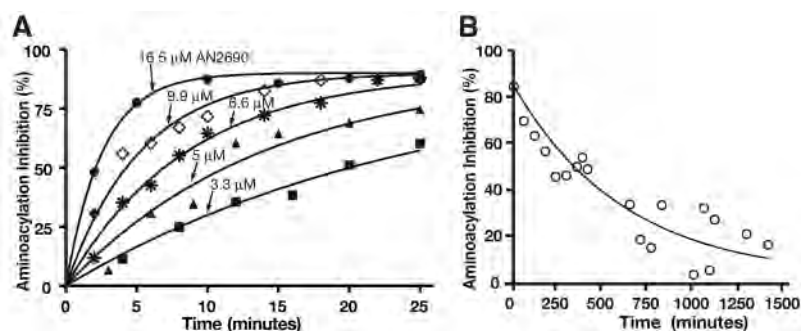 A
B
100
75
50
25
0
Aminoacylation Inhibition (%)
16.5 µM AN2690
9.9 µM
6.6 µM
5 µM
3.3 µM
0 5 10 15 20 25
Time (minutes)
100
80
60
40
20
0
Aminoacylation Inhibition (%)
0 250 500 750 1000 1250 1500
Time (minutes)